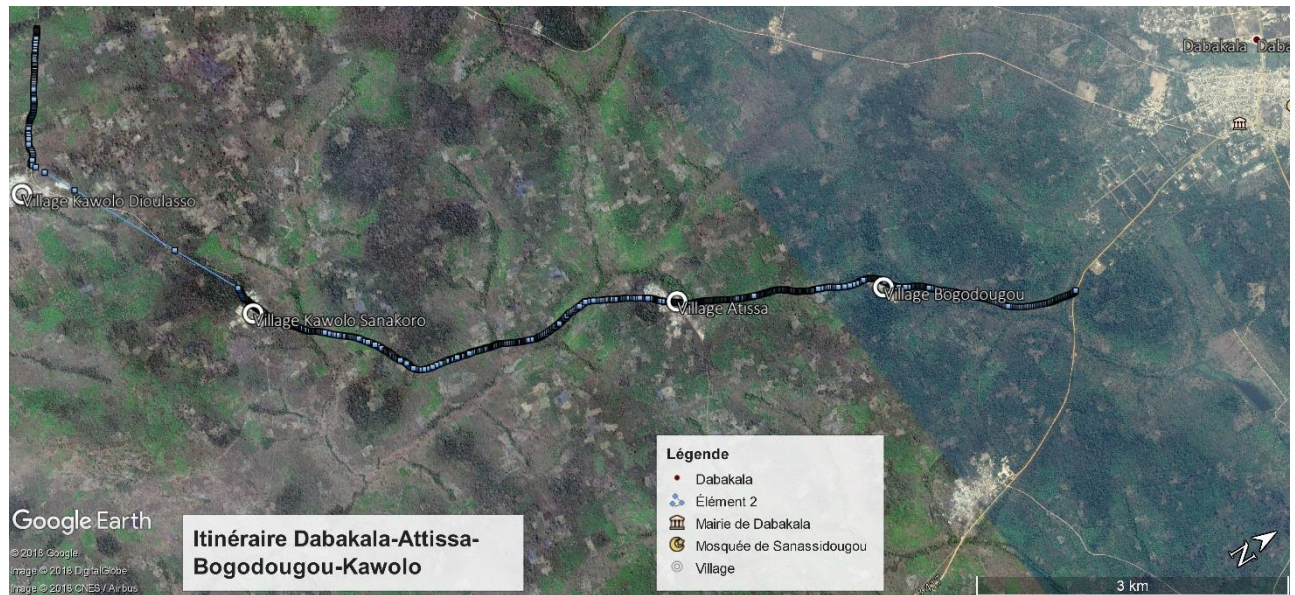 Dabakala Daba
Village Kawolo Dioulasso
Village Bogodougou
Village Atissa
Village Kawolo Sanakoro
Légende
Dabakala
Élément 2
Mairie de Dabakala
Mosquée de Sanassidougou
Village
Google Earth
© 2018 Google
Image © 2018 DigitalGlobe
Image © 2018 CNES / Airbus
Itinéraire Dabakala-Attissa-
Bogodougou-Kawolo
N
3 km